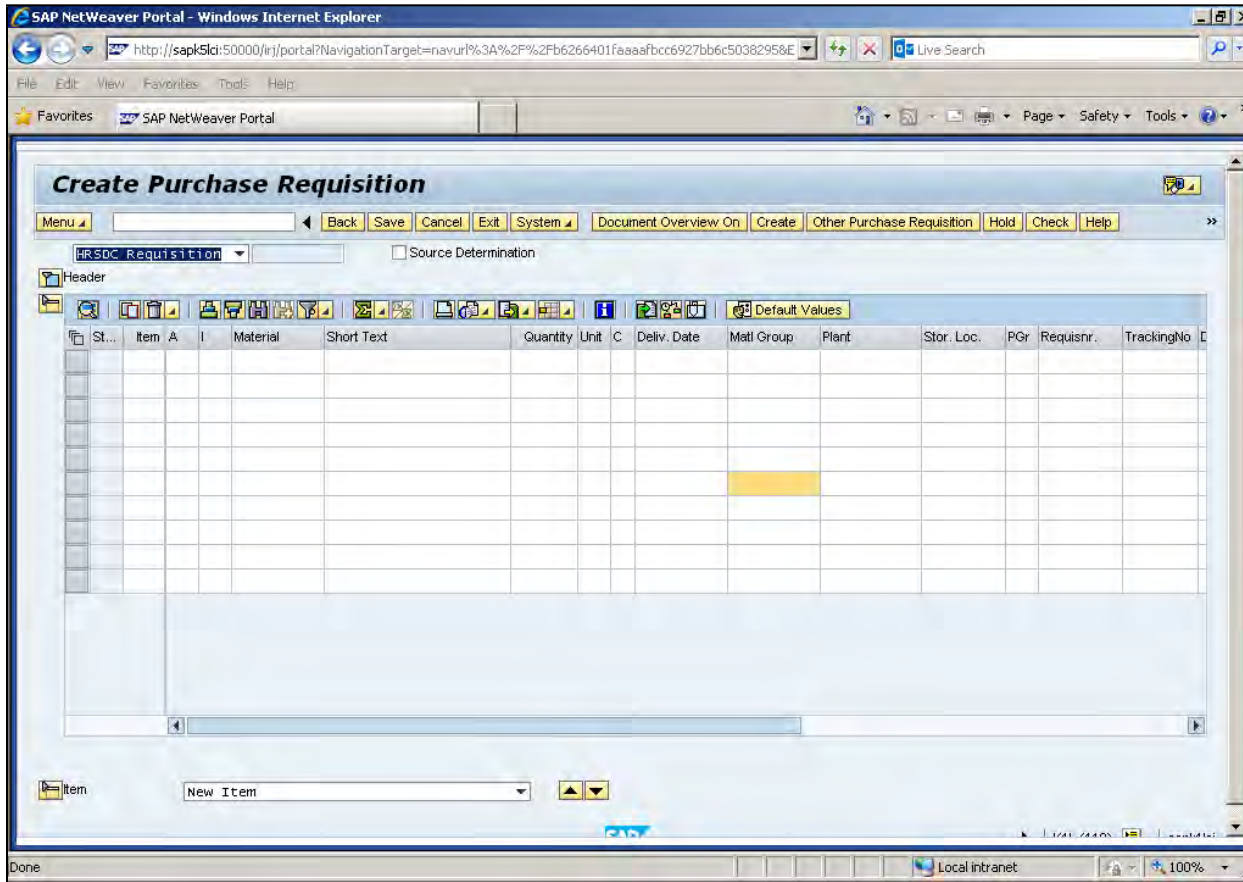 SAP NetWeaver Portal - Windows Internet Explorer
http://sapk5lci:50000/irj/portal?NavigationTarget=navurl%3A%2F%2Fb6266401faaaafbcc6927bb6c50382958E
Live Search
File Edit View Favorites Tools Help
Favorites SAP NetWeaver Portal Page Safety Tools
Create Purchase Requisition
Menu Back Save Cancel Exit System Document Overview On Create Other Purchase Requisition Hold Check Help »
HRSDC Requisition Source Determination
Header
Default Values
St... Item A I Material Short Text Quantity Unit C Deliv. Date Matl Group Plant Stor. Loc. PGr Requisnr. TrackingNo D
Item New Item
SAP
Done Local intranet 100%